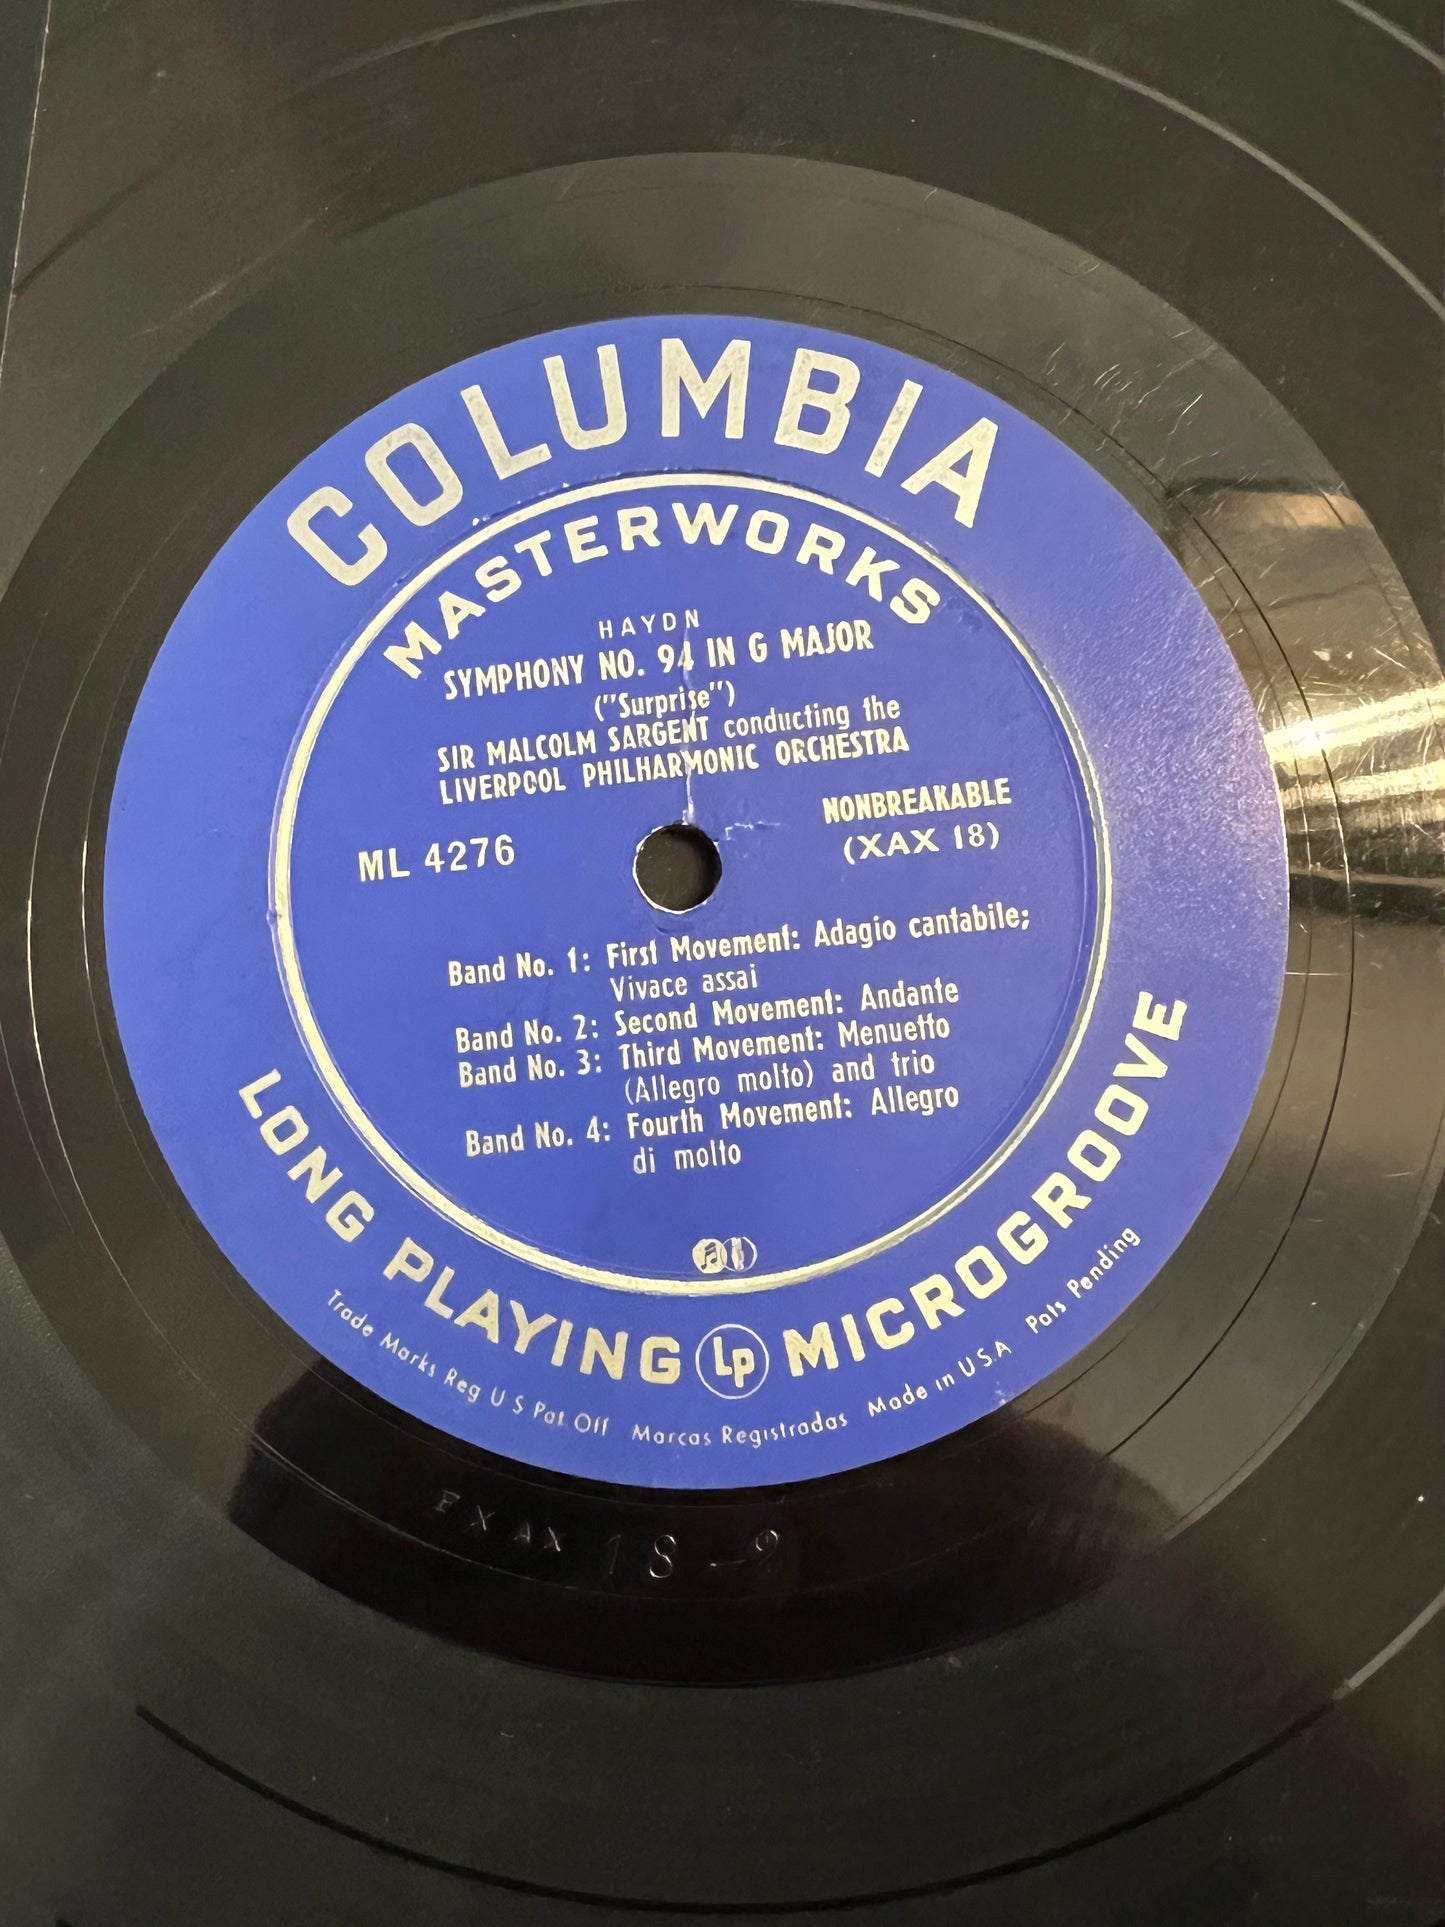 COLUMBIA
MASTERWORKS
HAYDN
SYMPHONY NO. 94 IN G MAJOR
("Surprise")
SIR MALCOLM SARGENT conducting the
LIVERPOOL PHILHARMONIC ORCHESTRA
NONBREAKABLE
ML 4276
(XAX 18)
Band No. 1: First Movement: Adagio cantabile;
Vivace assai
Band No. 2: Second Movement: Andante
Band No. 3: Third Movement: Menuetto
(Allegro molto) and trio
Band No. 4: Fourth Movement: Allegro
di molto
LONG PLAYING Lp MICROGROOVE
Trade Marks Reg U S Pat Off Marcas Registradas Made in U.S.A Pats Pending
XAX 18-